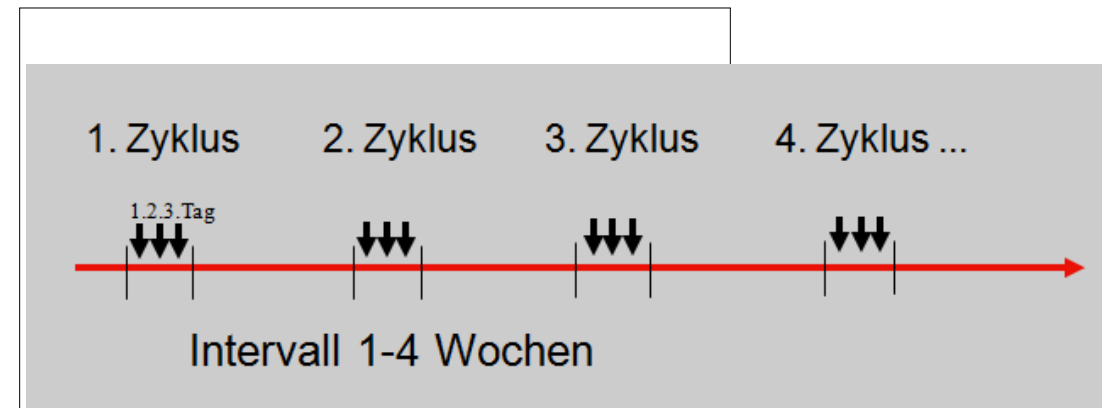 1. Zyklus 2. Zyklus 3. Zyklus 4. Zyklus ...
1.2.3.Tag
Intervall 1-4 Wochen